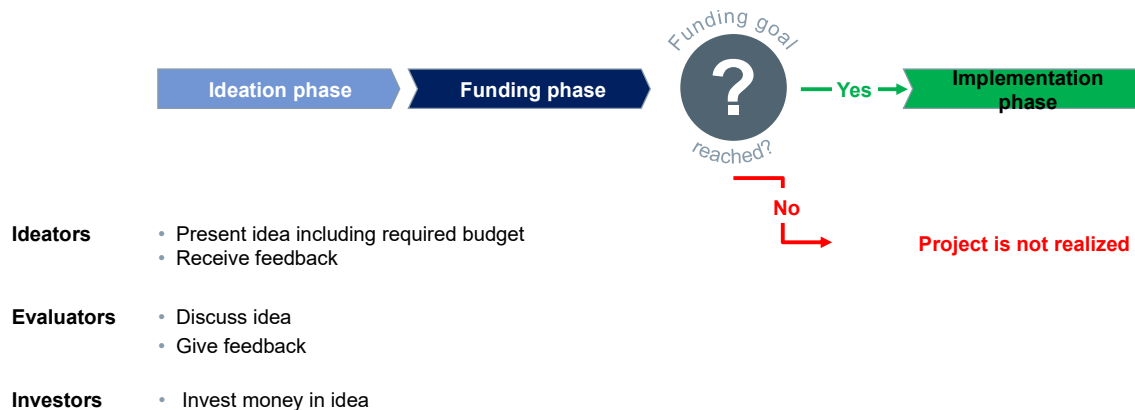 Funding goal
?
reached?
Ideation phase
Funding phase
Yes
Implementation
phase
No
Project is not realized
Ideators
• Present idea including required budget
• Receive feedback
Evaluators
• Discuss idea
• Give feedback
Investors
• Invest money in idea